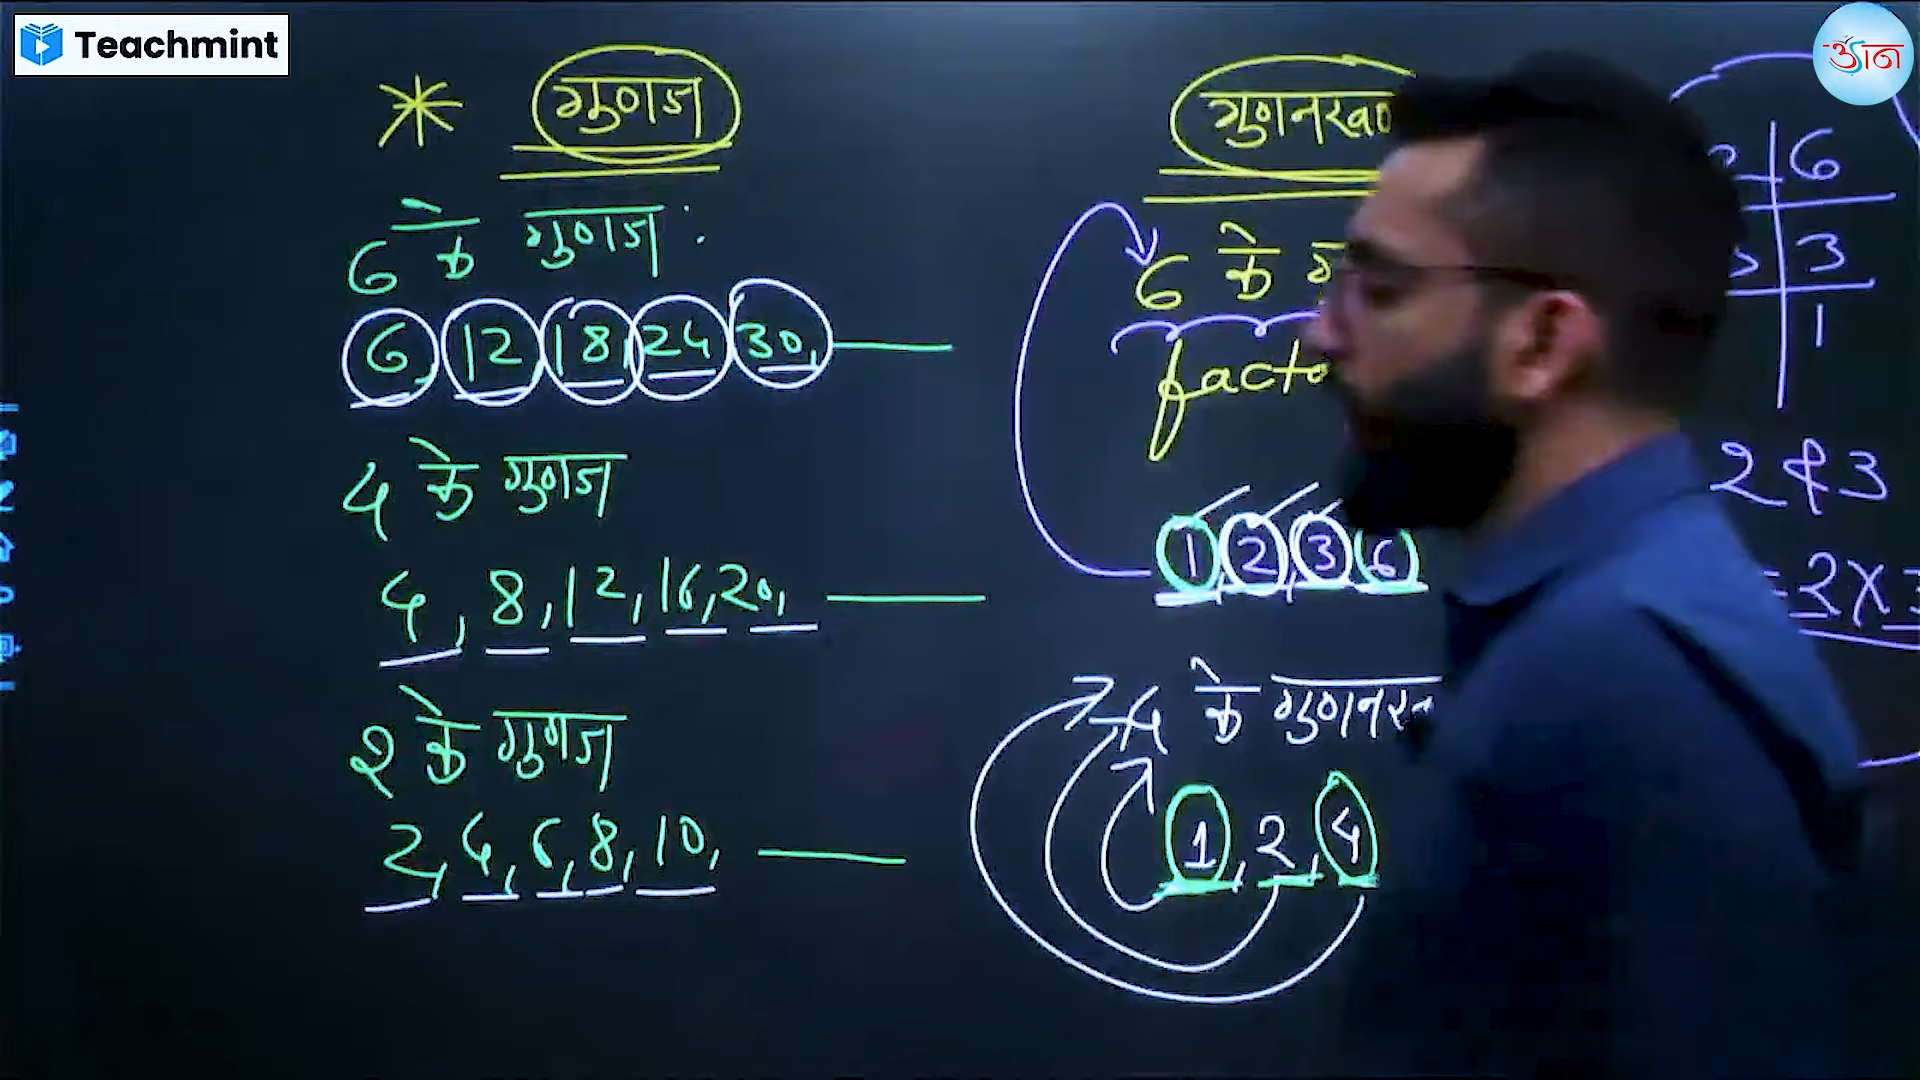 Teachmint
ज्ञान
* गुणज
6 के गुणज :
6, 12, 18, 24, 30,
4 के गुणज
4, 8, 12, 16, 20,
2 के गुणज
2, 4, 6, 8, 10,
6 के
1, 2, 3, 6
4 के
1, 2, 4
6
3
1
2 & 3